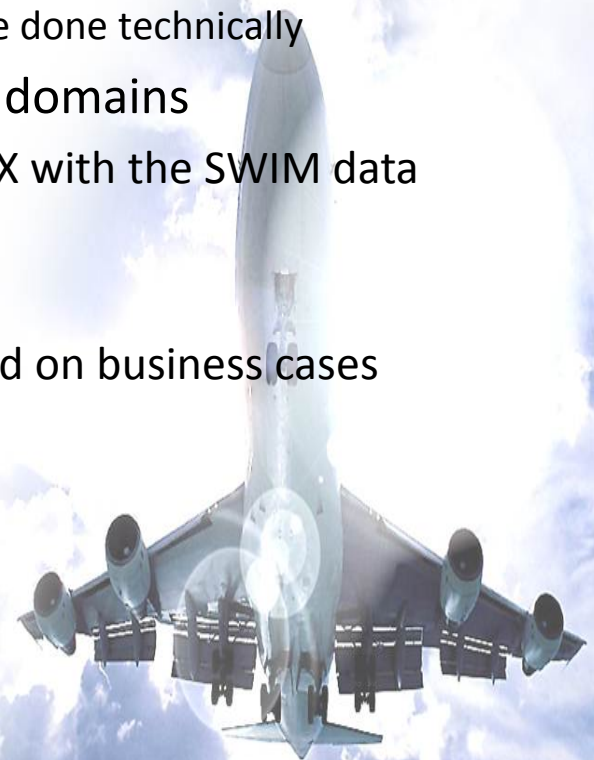 e done technically
domains
X with the SWIM data
d on business cases